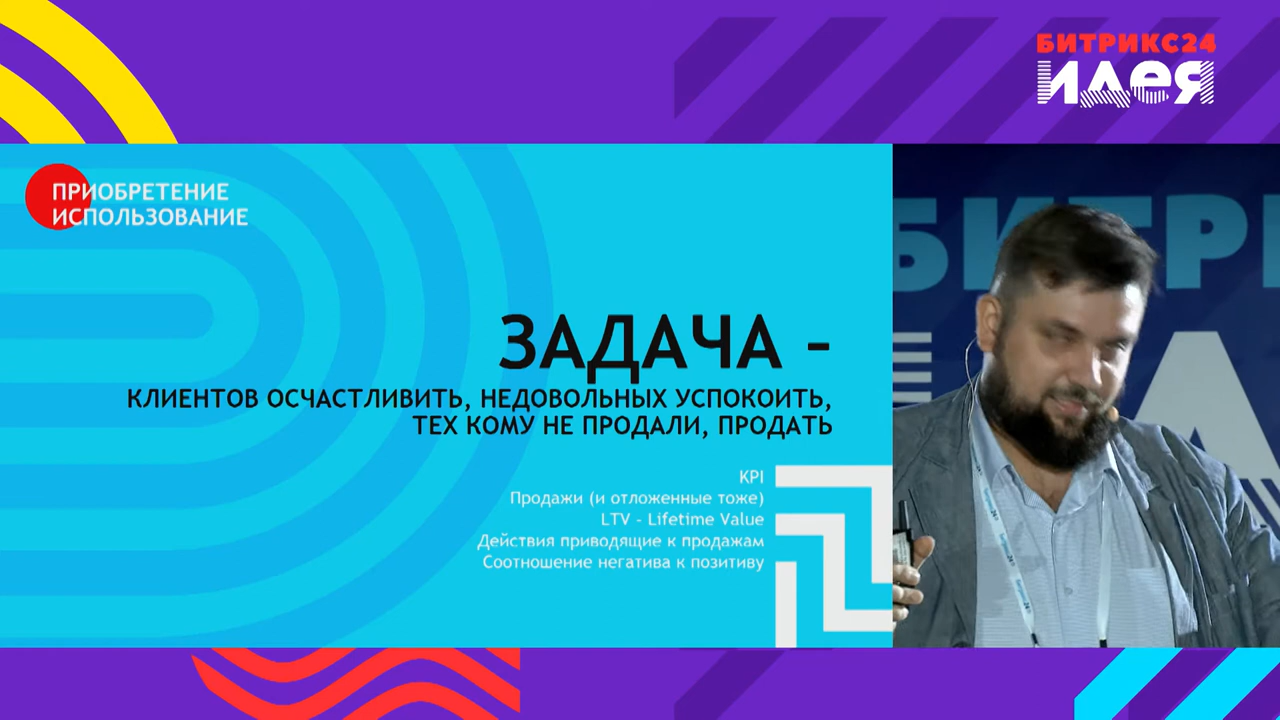 БИТРИКС24
идея
ПРИОБРЕТЕНИЕ
ИСПОЛЬЗОВАНИЕ
ЗАДАЧА –
КЛИЕНТОВ ОСЧАСТЛИВИТЬ, НЕДОВОЛЬНЫХ УСПОКОИТЬ,
ТЕХ КОМУ НЕ ПРОДАЛИ, ПРОДАТЬ
KPI
Продажи (и отложенные тоже)
LTV - Lifetime Value
Действия приводящие к продажам
Соотношение негатива к позитиву
БИТРИ